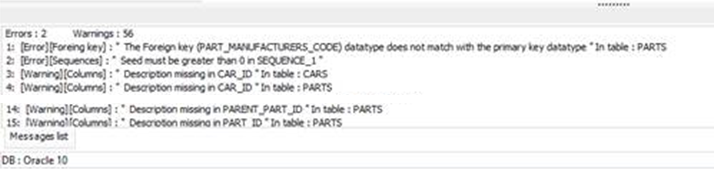 Errors : 2 Warnings : 56
1: [Error][Foreing key] : " The Foreign key (PART_MANUFACTURERS_CODE) datatype does not match with the primary key datatype " In table : PARTS
2: [Error][Sequences] : " Seed must be greater than 0 in SEQUENCE_1 "
3: [Warning][Columns] : " Description missing in CAR_ID " In table : CARS
4: [Warning][Columns] : " Description missing in CAR_ID " In table : PARTS
14: [Warning][Columns] : " Description missing in PARENT_PART_ID " In table : PARTS
15: [Warning][Columns] : " Description missing in PART_ID " In table : PARTS
Messages list
DB : Oracle 10